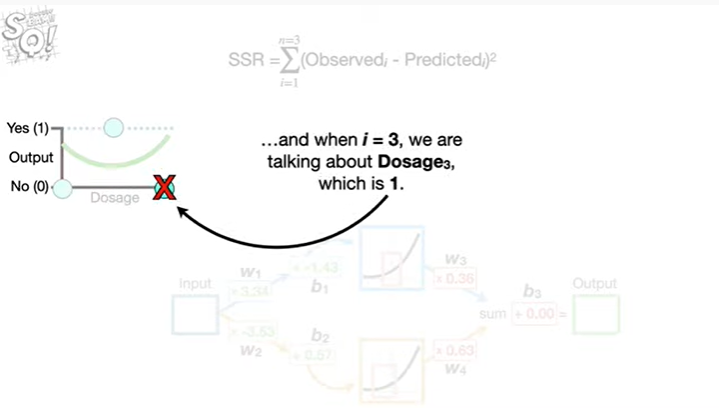 SQ!
n=3
SSR = ∑(Observedᵢ - Predictedᵢ)²
i=1
Yes (1)
Output
No (0)
Dosage
...and when i = 3, we are
talking about Dosage₃,
which is 1.
Input
W₁
x 3.34
+ -1.43
b₁
W₃
x 0.36
b₃
Output
sum + 0.00 =
x -3.53
W₂
b₂
+ 0.57
x 0.63
W₄